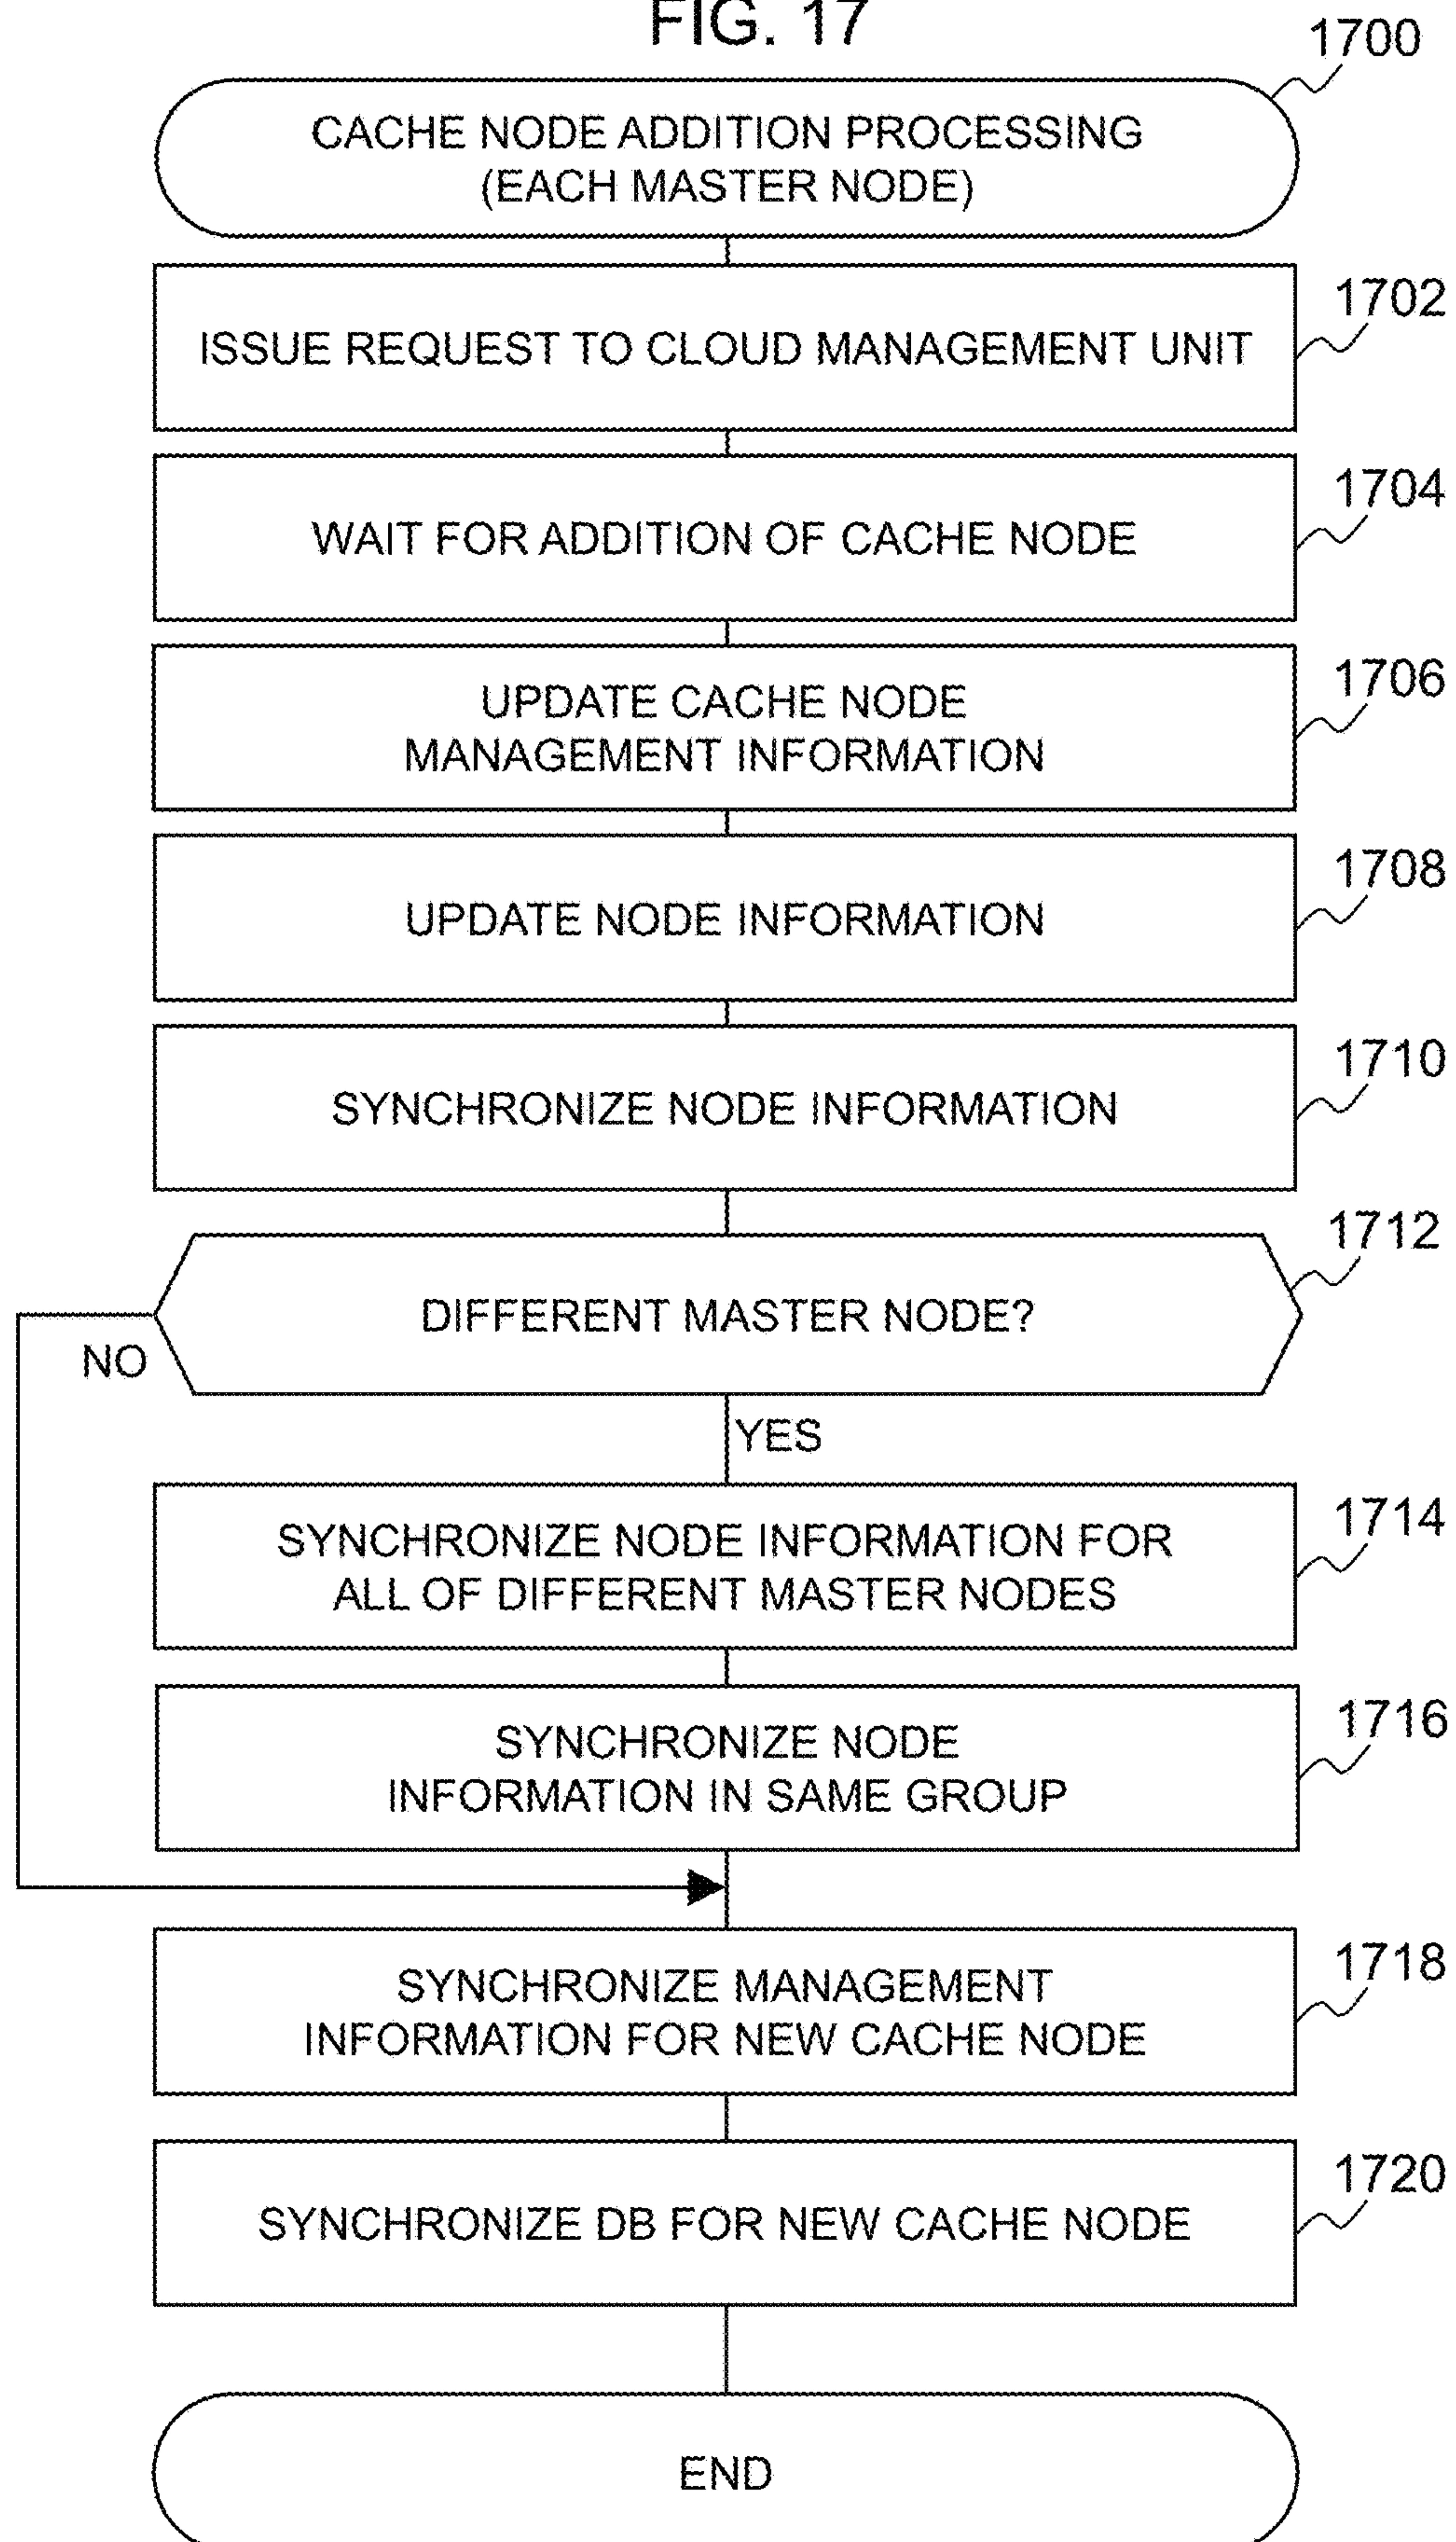 FIG. 17
1700
CACHE NODE ADDITION PROCESSING
(EACH MASTER NODE)
1702
ISSUE REQUEST TO CLOUD MANAGEMENT UNIT
1704
WAIT FOR ADDITION OF CACHE NODE
1706
UPDATE CACHE NODE
MANAGEMENT INFORMATION
1708
UPDATE NODE INFORMATION
1710
SYNCHRONIZE NODE INFORMATION
1712
DIFFERENT MASTER NODE?
NO
YES
1714
SYNCHRONIZE NODE INFORMATION FOR
ALL OF DIFFERENT MASTER NODES
1716
SYNCHRONIZE NODE
INFORMATION IN SAME GROUP
1718
SYNCHRONIZE MANAGEMENT
INFORMATION FOR NEW CACHE NODE
1720
SYNCHRONIZE DB FOR NEW CACHE NODE
END